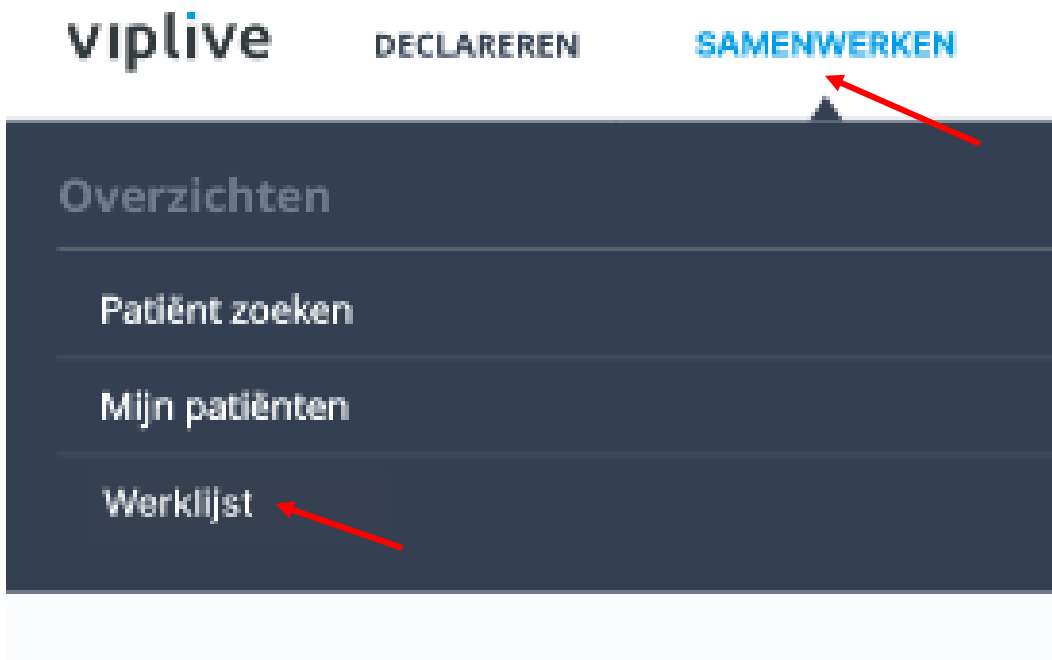 viplive DECLAREREN SAMENWERKEN
Overzichten
Patiënt zoeken
Mijn patiënten
Werklijst